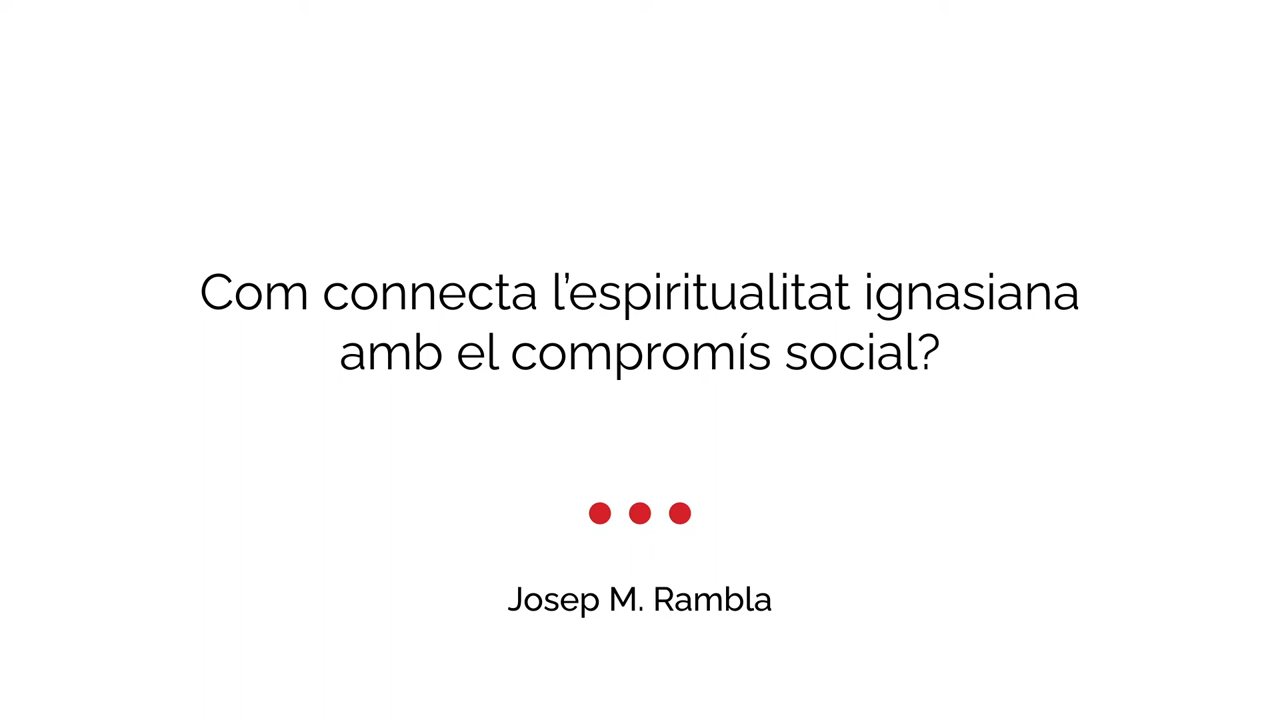 Com connecta l’espiritualitat ignasiana
amb el compromís social?
Josep M. Rambla